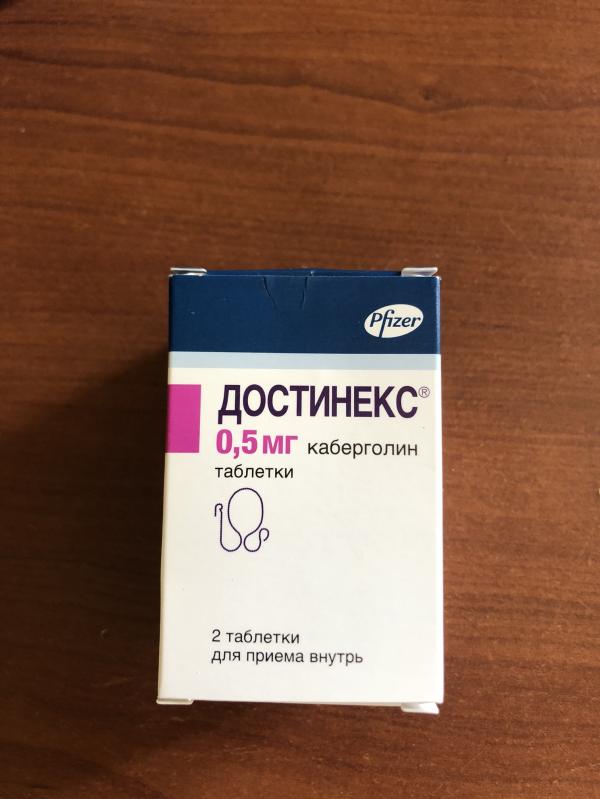 Pfizer
ДОСТИНЕКС®
0,5 мг каберголин
таблетки
2 таблетки
для приема внутрь